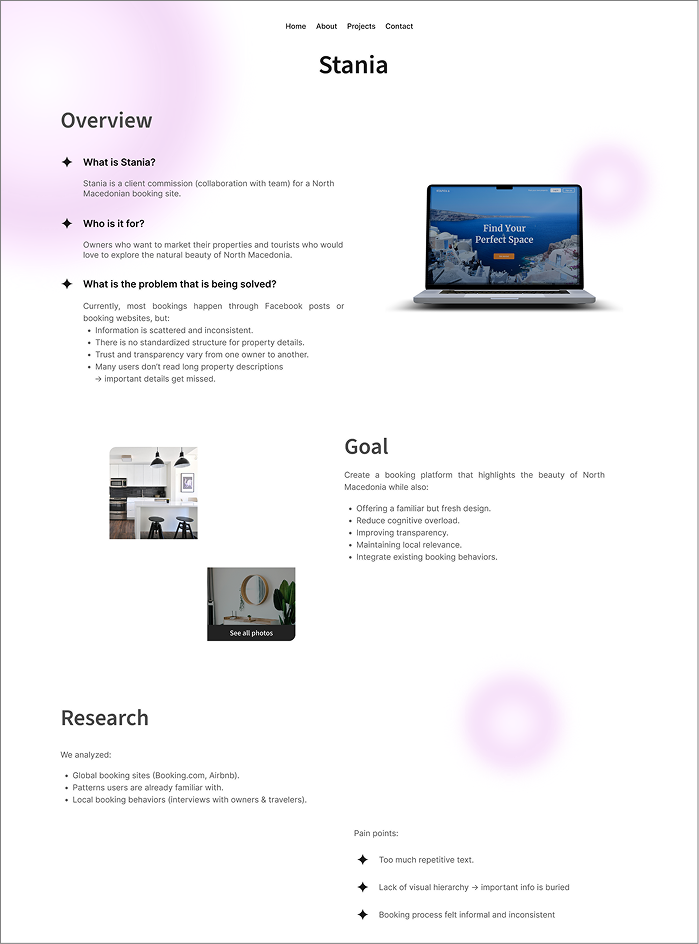 Home About Projects Contact
Stania
Overview
What is Stania?
Stania is a client commission (collaboration with team) for a North
Macedonian booking site.
Who is it for?
Owners who want to market their properties and tourists who would
love to explore the natural beauty of North Macedonia.
What is the problem that is being solved?
Currently, most bookings happen through Facebook posts or
booking websites, but:
• Information is scattered and inconsistent.
• There is no standardized structure for property details.
• Trust and transparency vary from one owner to another.
• Many users don't read long property descriptions
→ important details get missed.
Find Your
Perfect Space
Goal
Create a booking platform that highlights the beauty of North
Macedonia while also:
• Offering a familiar but fresh design.
• Reduce cognitive overload.
• Improving transparency.
• Maintaining local relevance.
• Integrate existing booking behaviors.
See all photos
Research
We analyzed:
• Global booking sites (Booking.com, Airbnb).
• Patterns users are already familiar with.
• Local booking behaviors (interviews with owners & travelers).
Pain points:
Too much repetitive text.
Lack of visual hierarchy → important info is buried
Booking process felt informal and inconsistent